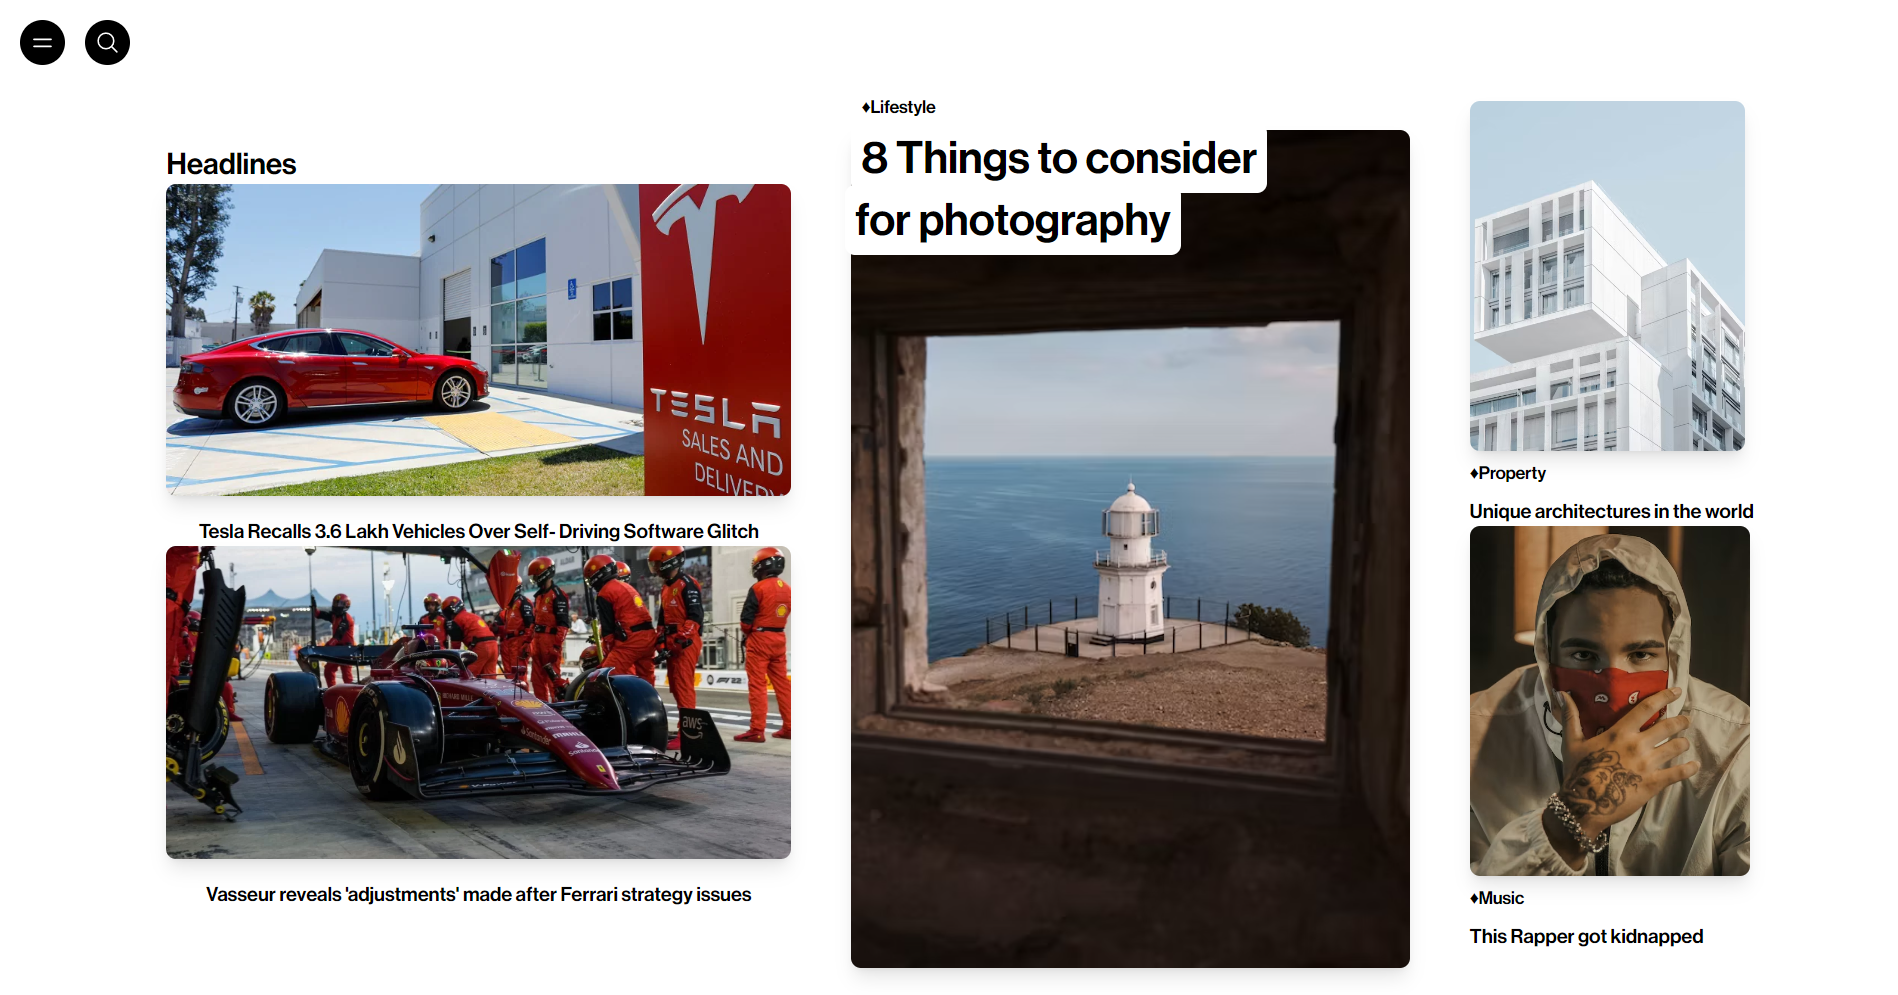 Headlines
TESLA
SALES AND
DELIVERY
Tesla Recalls 3.6 Lakh Vehicles Over Self- Driving Software Glitch
aws
Santander
Vasseur reveals 'adjustments' made after Ferrari strategy issues
♦Lifestyle
8 Things to consider
for photography
♦Property
Unique architectures in the world
♦Music
This Rapper got kidnapped